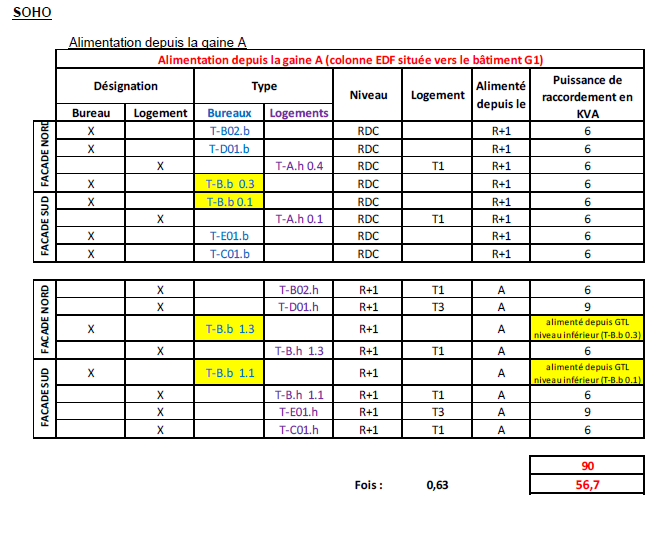 SOHO
Alimentation depuis la gaine A
Alimentation depuis la gaine A (colonne EDF située vers le bâtiment G1)
Désignation Type Niveau Logement Alimenté depuis le Puissance de raccordement en KVA
Bureau Logement Bureaux Logements
FACADE NORD
X T-B02.b RDC R+1 6
X T-D01.b RDC R+1 6
X T-A.h 0.4 RDC T1 R+1 6
X T-B.b 0.3 RDC R+1 6
FACADE SUD
X T-B.b 0.1 RDC R+1 6
X T-A.h 0.1 RDC T1 R+1 6
X T-E01.b RDC R+1 6
X T-C01.b RDC R+1 6
FACADE NORD
X T-B02.h R+1 T1 A 6
X T-D01.h R+1 T3 A 9
X T-B.b 1.3 R+1 A alimenté depuis GTL niveau inférieur (T-B.b 0.3)
X T-B.h 1.3 R+1 T1 A 6
FACADE SUD
X T-B.b 1.1 R+1 A alimenté depuis GTL niveau inférieur (T-B.b 0.1)
X T-B.h 1.1 R+1 T1 A 6
X T-E01.h R+1 T3 A 9
X T-C01.h R+1 T1 A 6
90
Fois : 0,63 56,7